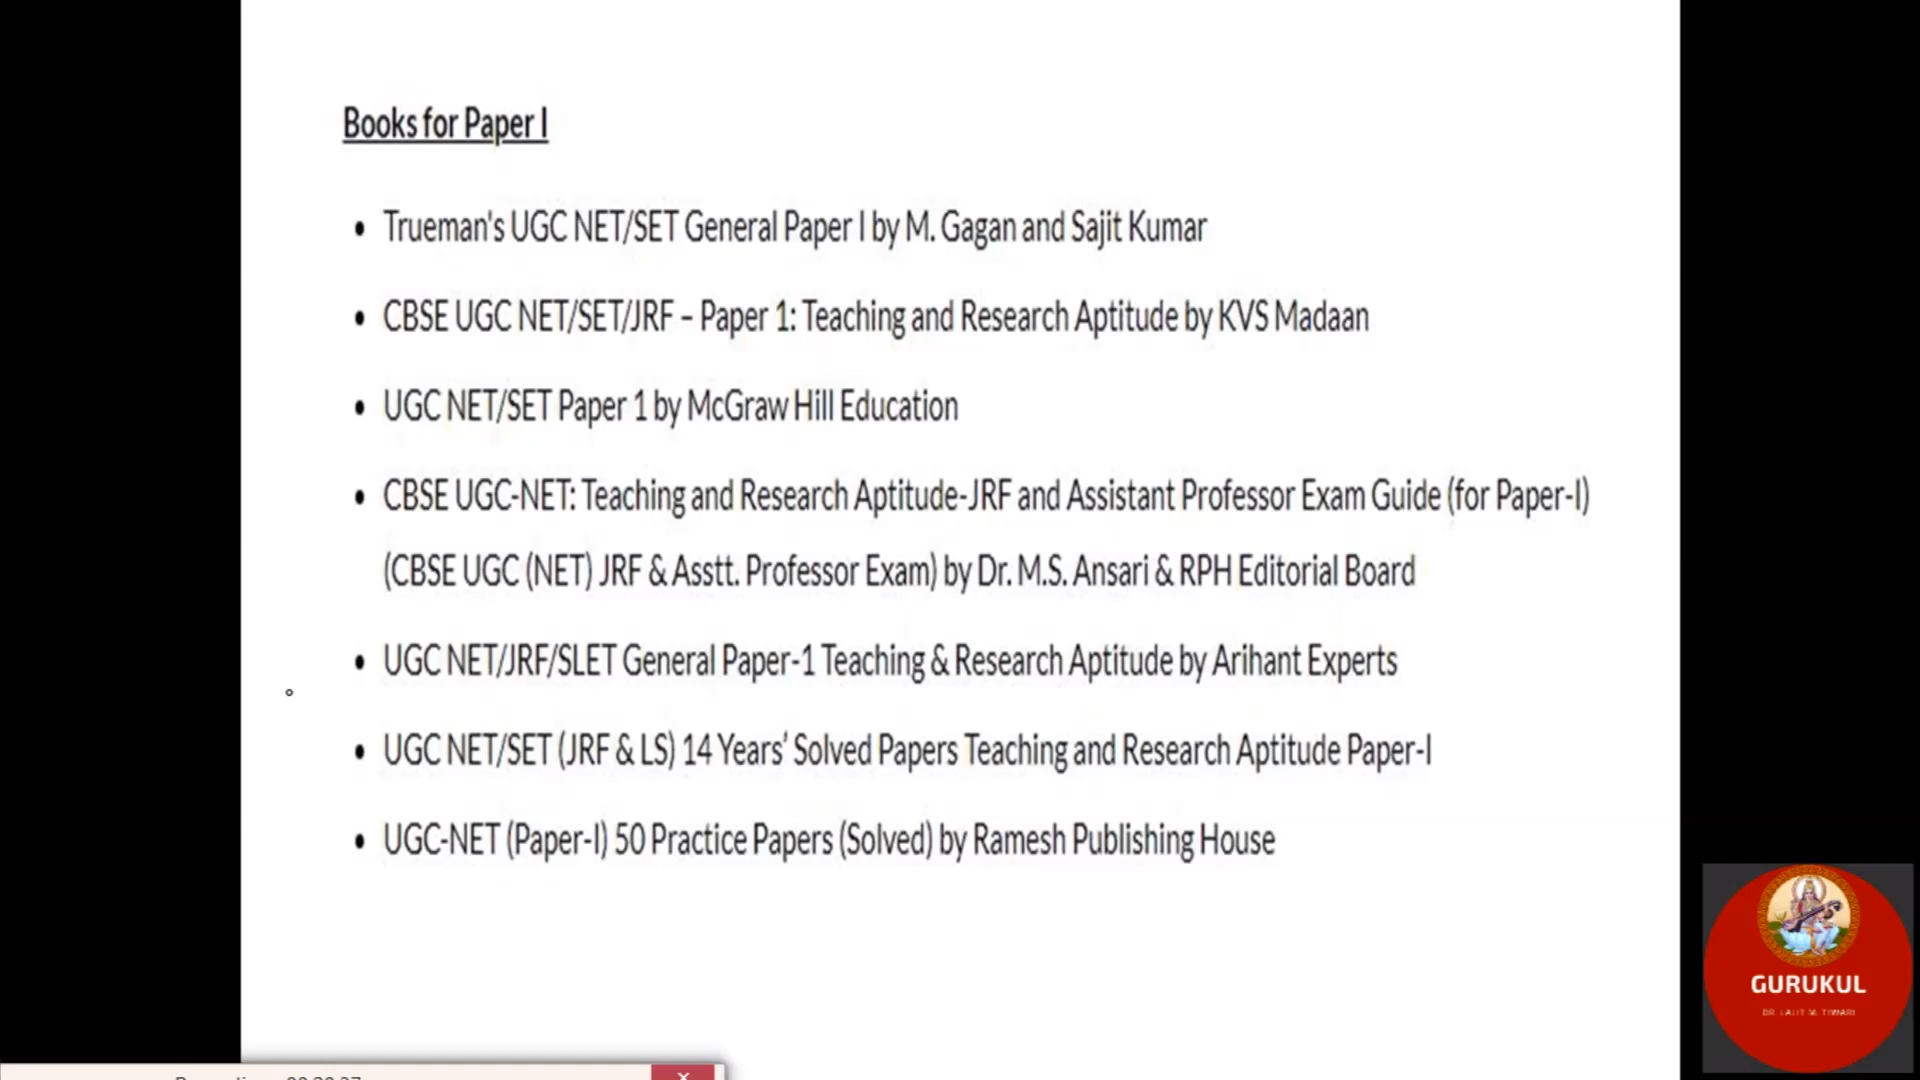 Books for Paper I
• Trueman's UGC NET/SET General Paper I by M. Gagan and Sajit Kumar
• CBSE UGC NET/SET/JRF – Paper 1: Teaching and Research Aptitude by KVS Madaan
• UGC NET/SET Paper 1 by McGraw Hill Education
• CBSE UGC-NET: Teaching and Research Aptitude-JRF and Assistant Professor Exam Guide (for Paper-I)
(CBSE UGC (NET) JRF & Asstt. Professor Exam) by Dr. M.S. Ansari & RPH Editorial Board
• UGC NET/JRF/SLET General Paper-1 Teaching & Research Aptitude by Arihant Experts
• UGC NET/SET (JRF & LS) 14 Years' Solved Papers Teaching and Research Aptitude Paper-I
• UGC-NET (Paper-I) 50 Practice Papers (Solved) by Ramesh Publishing House
GURUKUL
DR. LALIT M. TIWARI